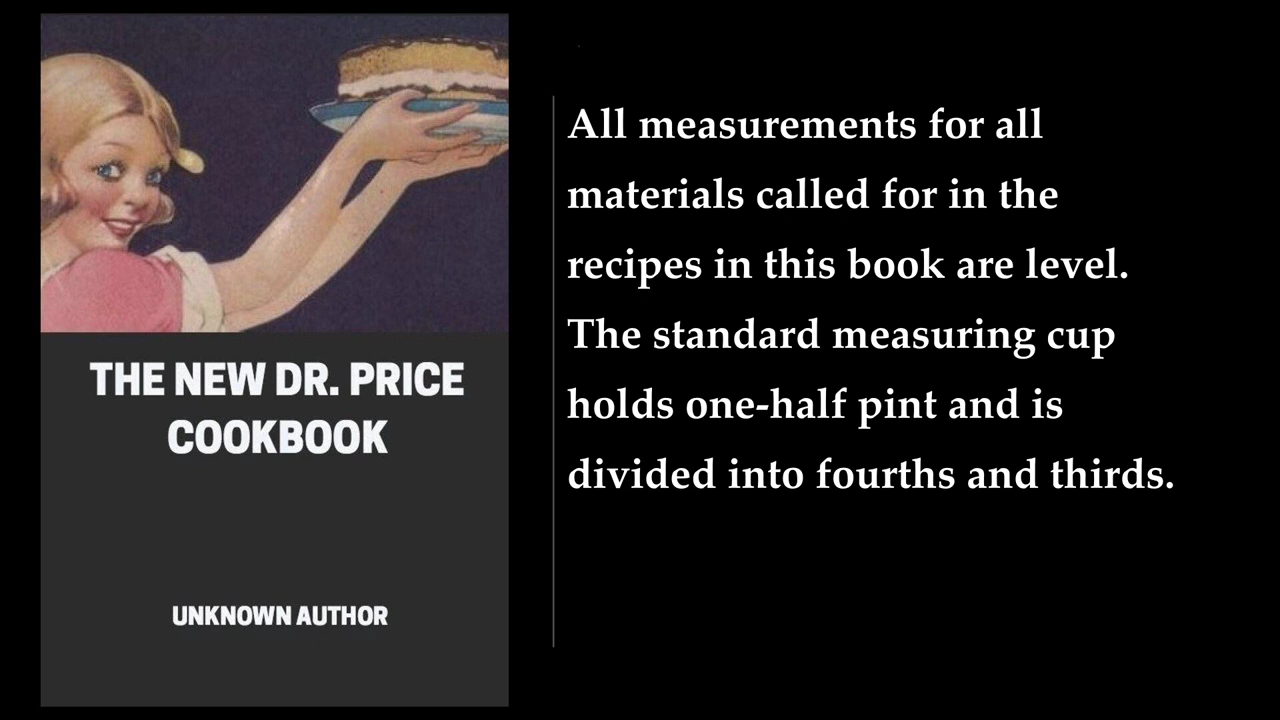 THE NEW DR. PRICE
COOKBOOK
UNKNOWN AUTHOR
All measurements for all
materials called for in the
recipes in this book are level.
The standard measuring cup
holds one-half pint and is
divided into fourths and thirds.